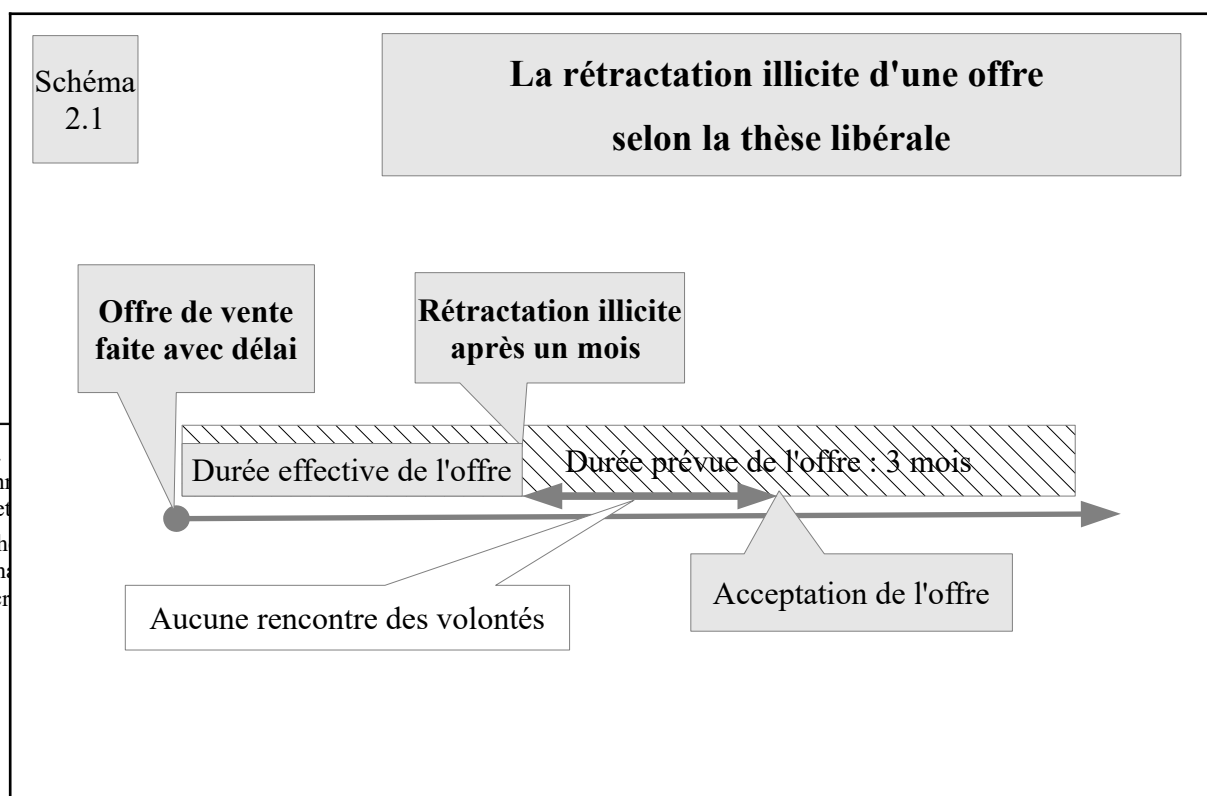 Schéma
2.1
La rétractation illicite d'une offre
selon la thèse libérale
Offre de vente
faite avec délai
Rétractation illicite
après un mois
Durée effective de l'offre
Durée prévue de l'offre : 3 mois
Aucune rencontre des volontés
Acceptation de l'offre